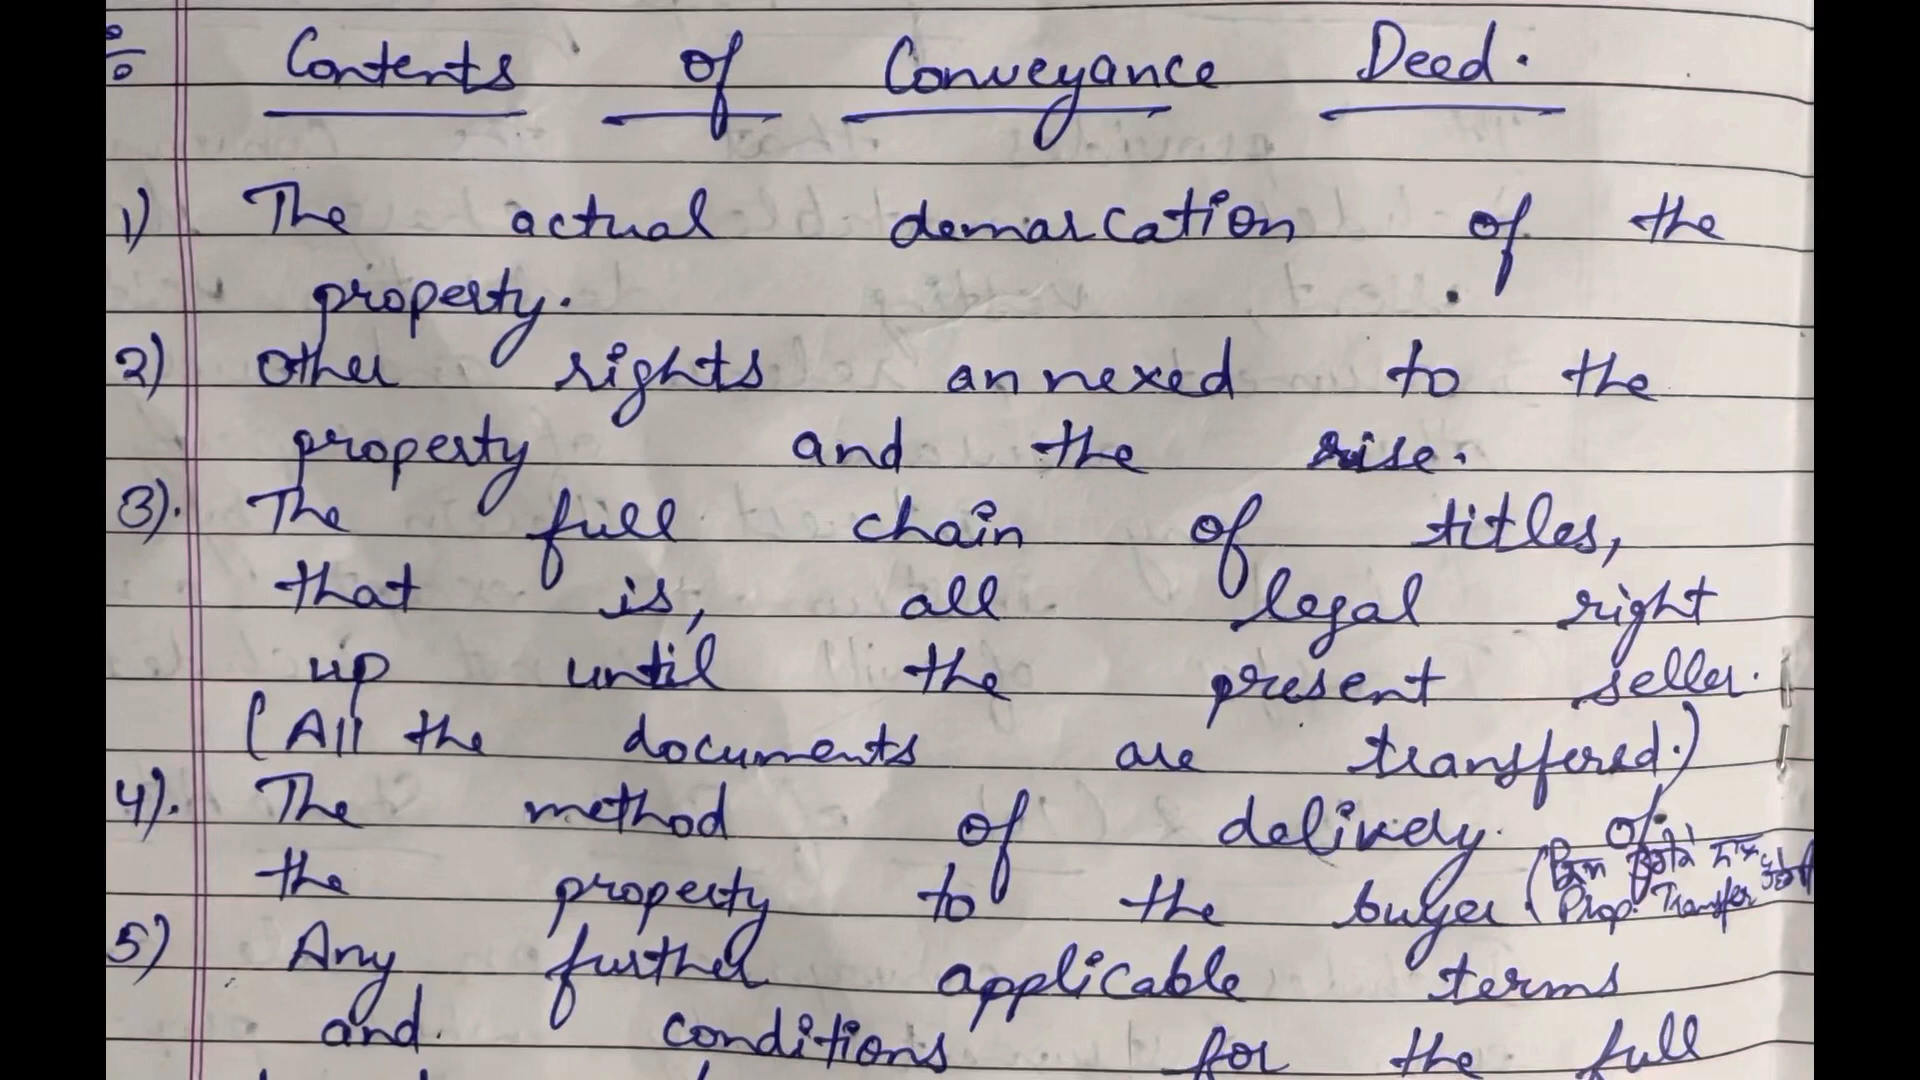 Contents of Conveyance Deed.
1) The actual demarcation of the
property.
2) Other rights annexed to the
property and the rise.
3). The full chain of titles,
that is, all legal right
up until the present seller.
(All the documents are transfered.)
4). The method of delivery of
the property to the buyer (
Prop. Transfer
5) Any further applicable terms
and conditions for the full